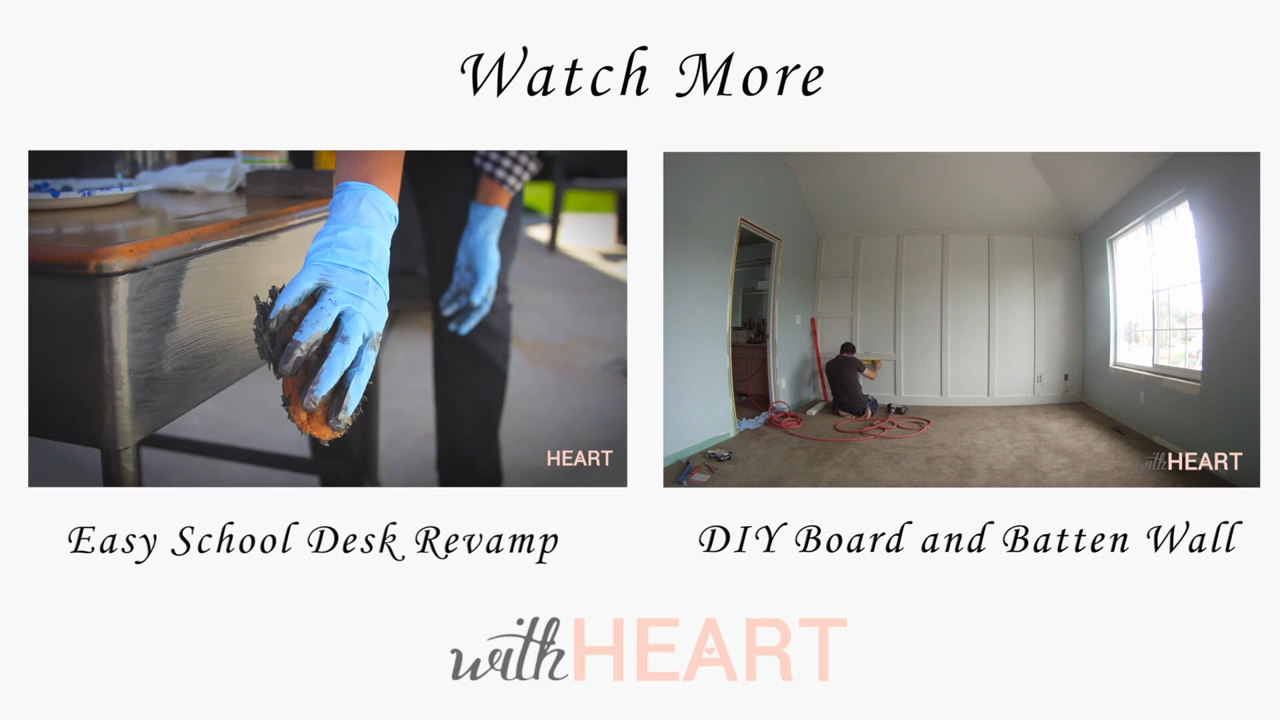 Watch More
HEART
withHEART
Easy School Desk Revamp
DIY Board and Batten Wall
withHEART